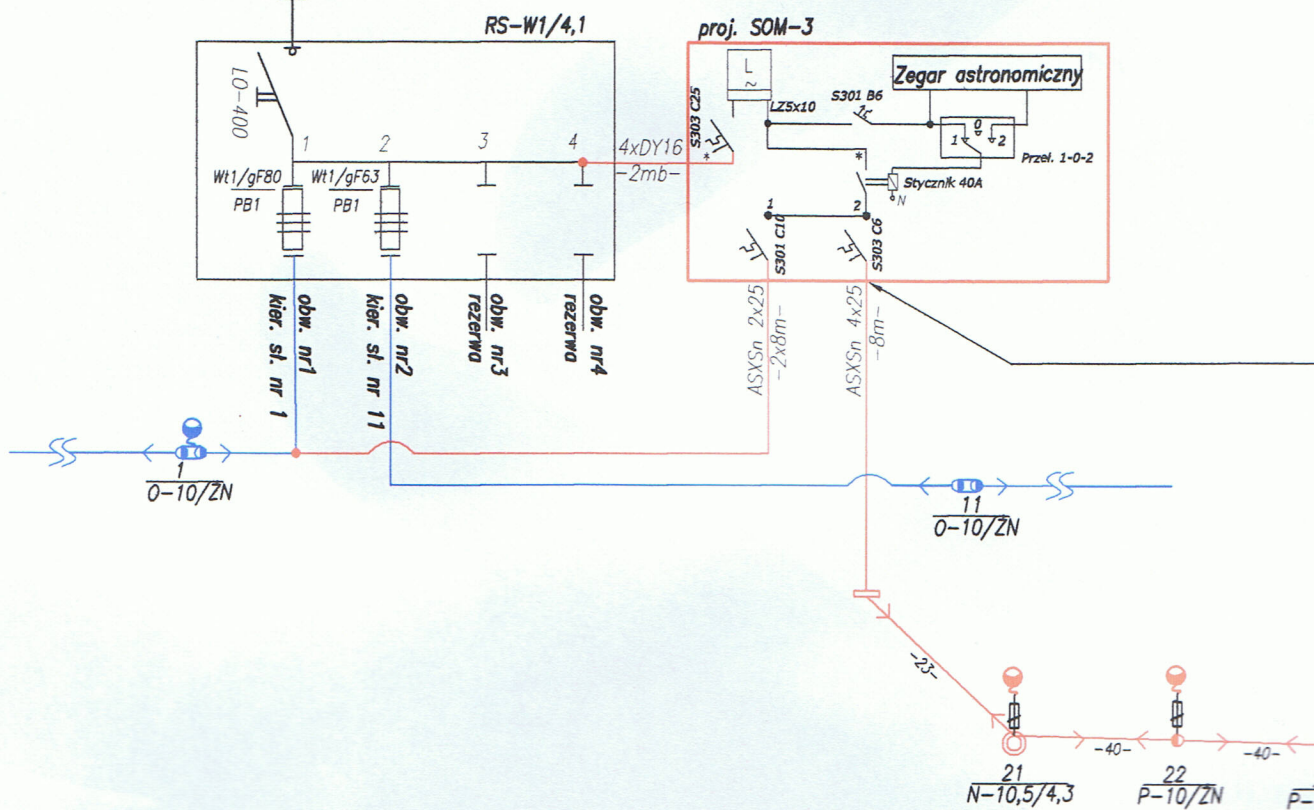 RS-W1/4,1
proj. SOM-3
LO-400
1
2
3
4
Wt1/gF80
PB1
Wt1/gF63
PB1
4xDY16
-2mb-
S303 C25
*
L
~
LZ5x10
S301 B6
Zegar astronomiczny
0
1
2
Przeł. 1-0-2
*
Stycznik 40A
N
1
2
S301 C10
S303 C6
obw. nr1
kier. sł. nr 1
obw. nr2
kier. sł. nr 11
obw. nr3
rezerwa
obw. nr4
rezerwa
ASXSn 2x25
-2x8m-
ASXSn 4x25
-8m-
1
O-10/ŻN
11
O-10/ŻN
-23-
-40-
-40-
21
N-10,5/4,3
22
P-10/ŻN
P-